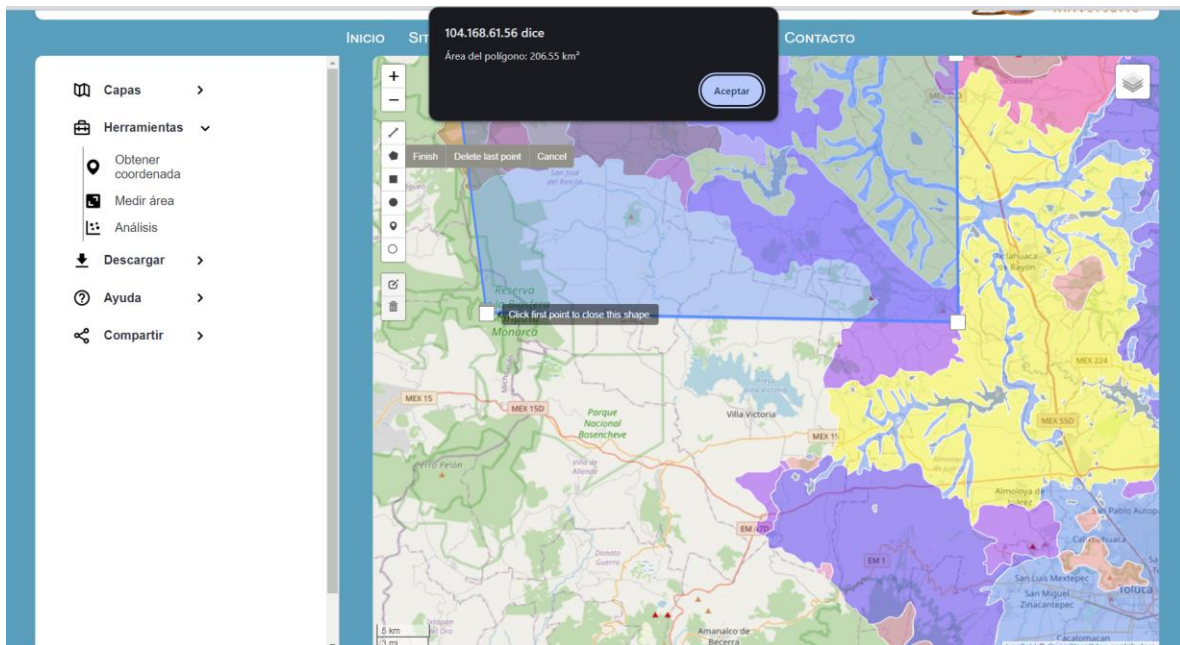 104.168.61.56 dice
Área del polígono: 206.55 km²
Aceptar
INICIO
CONTACTO
Capas
Herramientas
Obtener
coordenada
Medir área
Análisis
Descargar
Ayuda
Compartir
+
−
Finish
Delete last point
Cancel
San José
del Rincón
Reserva
Monarca
Click first point to close this shape
Michoacán
MEX 15
MEX 15D
Parque
Nacional
Bosencheve
Villa Victoria
MEX 15
Cerro Pelón
Villa de
Allende
Donato
Guerra
Amanalco de
Becerra
de Rayón
MEX 224
MEX 55D
Almoloya de
Juárez
San Pablo Autop
Calixtlahuaca
EM 1
San Luis Mextepec
San Miguel
Zinacantepec
Toluca
Cacalomacan
5 km
3 mi